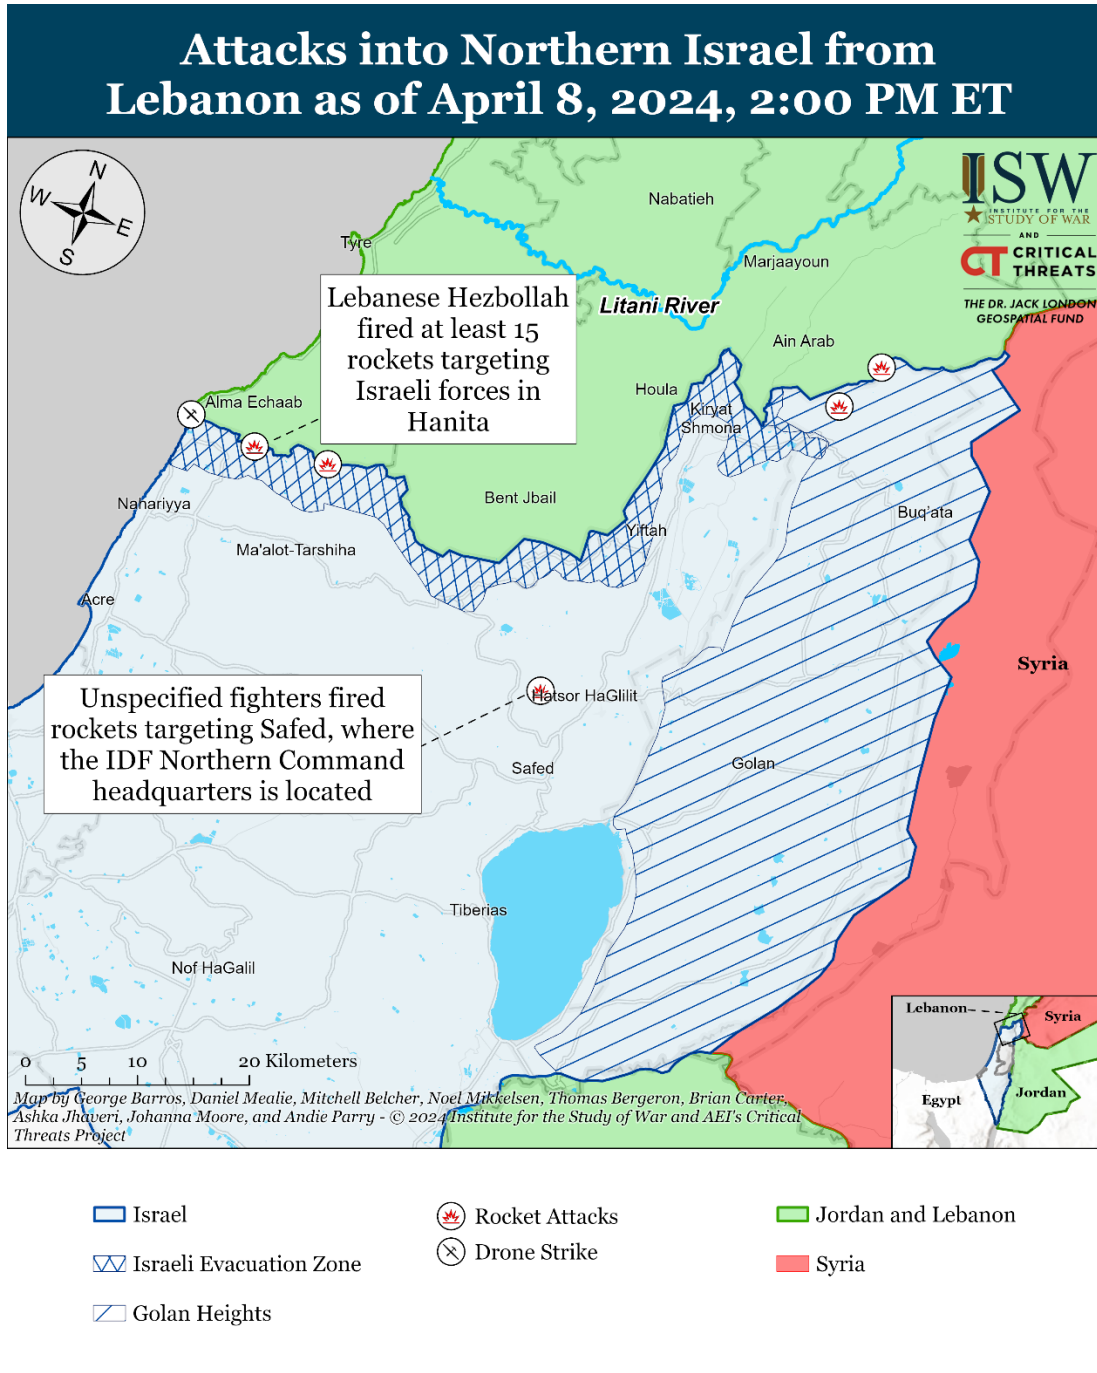 Attacks into Northern Israel from
Lebanon as of April 8, 2024, 2:00 PM ET
N
W
E
S
ISW
INSTITUTE FOR THE
STUDY OF WAR
AND
CT CRITICAL
THREATS
THE DR. JACK LONDON
GEOSPATIAL FUND
Nabatieh
Tyre
Marjaayoun
Litani River
Lebanese Hezbollah
fired at least 15
rockets targeting
Israeli forces in
Hanita
Ain Arab
Houla
Alma Echaab
Kiryat
Shmona
Bent Jbail
Nahariyya
Buq'ata
Yiftah
Ma'alot-Tarshiha
Acre
Syria
Unspecified fighters fired
rockets targeting Safed, where
the IDF Northern Command
headquarters is located
Hatsor HaGlilit
Safed
Golan
Tiberias
Nof HaGalil
0 5 10 20 Kilometers
Map by George Barros, Daniel Mealie, Mitchell Belcher, Noel Mikkelsen, Thomas Bergeron, Brian Carter,
Ashka Jhaveri, Johanna Moore, and Andie Parry - © 2024 Institute for the Study of War and AEI's Critical
Threats Project
Lebanon
Syria
Egypt
Jordan
Israel
Israeli Evacuation Zone
Golan Heights
Rocket Attacks
Drone Strike
Jordan and Lebanon
Syria